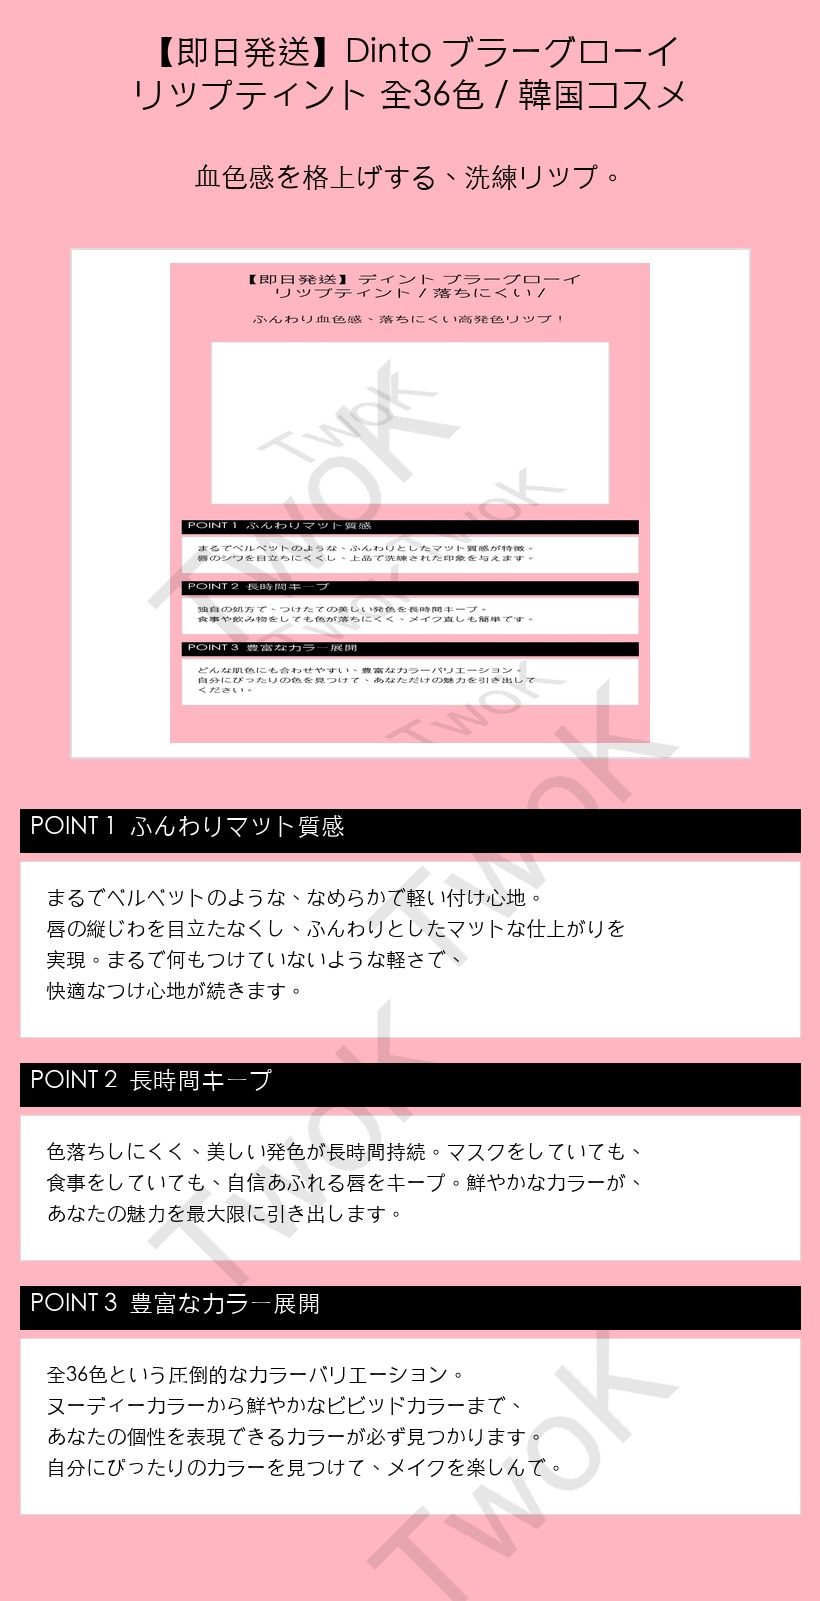 【即日発送】Dinto ブラーグローイ
リップティント 全36色 / 韓国コスメ
血色感を格上げする、洗練リップ。
【即日発送】ディント ブラーグローイ
リップティント / 落ちにくい /
ふんわり血色感、落ちにくい高発色リップ！
TwoK
TwoK
TwoK
POINT 1 ふんわりマット質感
まるでベルベットのような、ふんわりとしたマット質感が特徴。
唇のシワを目立ちにくくし、上品で洗練された印象を与えます。
POINT 2 長時間キープ
TwoK
独自の処方で、つけたての美しい発色を長時間キープ。
食事や飲み物をしても色が落ちにくく、メイク直しも簡単です。
POINT 3 豊富なカラー展開
どんな肌色にも合わせやすい、豊富なカラーバリエーション。
自分にぴったりの色を見つけて、あなただけの魅力を引き出して
ください。
TwoK
TwoK
POINT 1 ふんわりマット質感
まるでベルベットのような、なめらかで軽い付け心地。
唇の縦じわを目立たなくし、ふんわりとしたマットな仕上がりを
実現。まるで何もつけていないような軽さで、
快適なつけ心地が続きます。
POINT 2 長時間キープ
TwoK
色落ちしにくく、美しい発色が長時間持続。マスクをしていても、
食事をしていても、自信あふれる唇をキープ。鮮やかなカラーが、
あなたの魅力を最大限に引き出します。
POINT 3 豊富なカラー展開
全36色という圧倒的なカラーバリエーション。
ヌーディーカラーから鮮やかなビビッドカラーまで、
あなたの個性を表現できるカラーが必ず見つかります。
自分にぴったりのカラーを見つけて、メイクを楽しんで。
TwoK